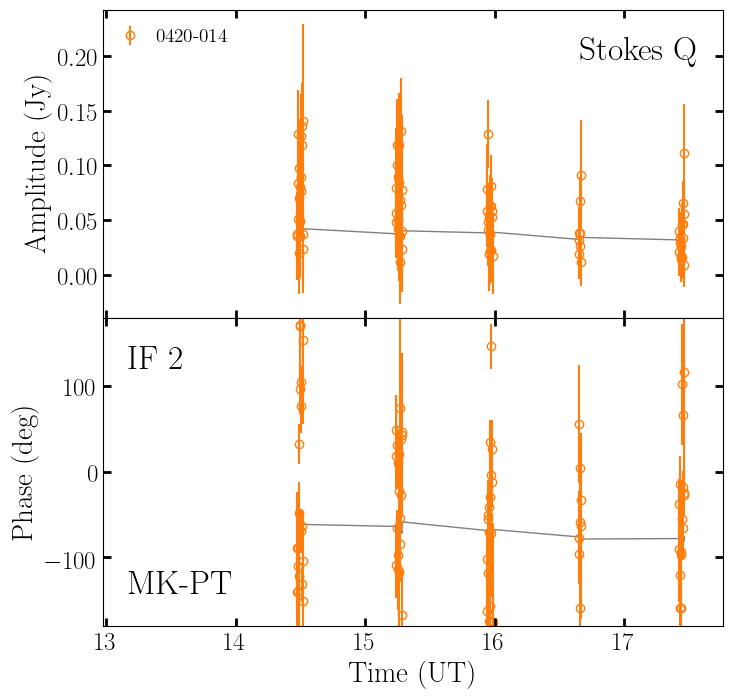 0420-014
Stokes Q
0.20
0.15
0.10
0.05
0.00
Amplitude (Jy)
IF 2
100
0
−100
Phase (deg)
MK-PT
13 14 15 16 17
Time (UT)